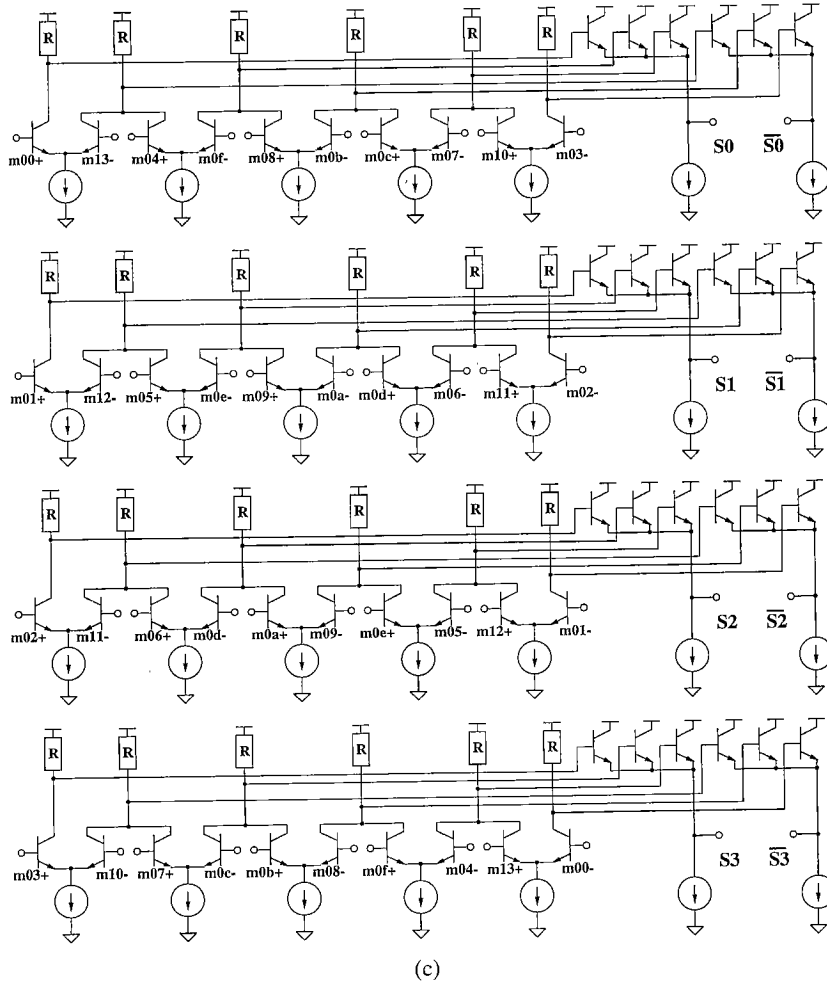 R R R R R R
m00+ m13- m04+ m0f- m08+ m0b- m0c+ m07- m10+ m03-
S0 S0
R R R R R R
m01+ m12- m05+ m0e- m09+ m0a- m0d+ m06- m11+ m02-
S1 S1
R R R R R R
m02+ m11- m06+ m0d- m0a+ m09- m0e+ m05- m12+ m01-
S2 S2
R R R R R R
m03+ m10- m07+ m0c- m0b+ m08- m0f+ m04- m13+ m00-
S3 S3
(c)